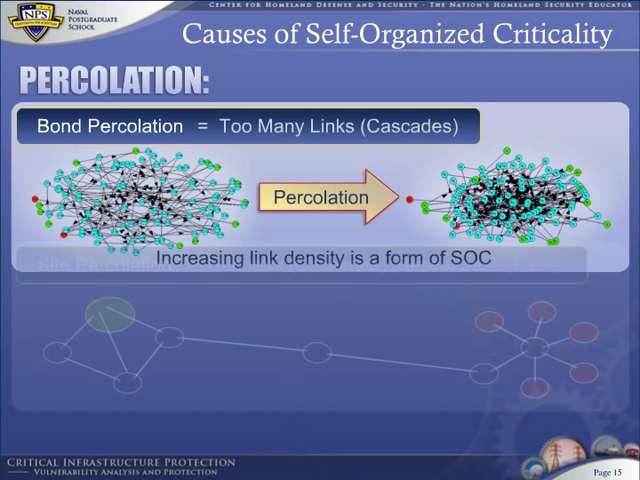 CENTER FOR HOMELAND DEFENSE AND SECURITY - THE NATION'S HOMELAND SECURITY EDUCATOR
NPS
NAVAL
POSTGRADUATE
SCHOOL
Causes of Self-Organized Criticality
PERCOLATION:
Bond Percolation = Too Many Links (Cascades)
Percolation
Increasing link density is a form of SOC
Site Percolation
CRITICAL INFRASTRUCTURE PROTECTION
VULNERABILITY ANALYSIS AND PROTECTION
Page 15